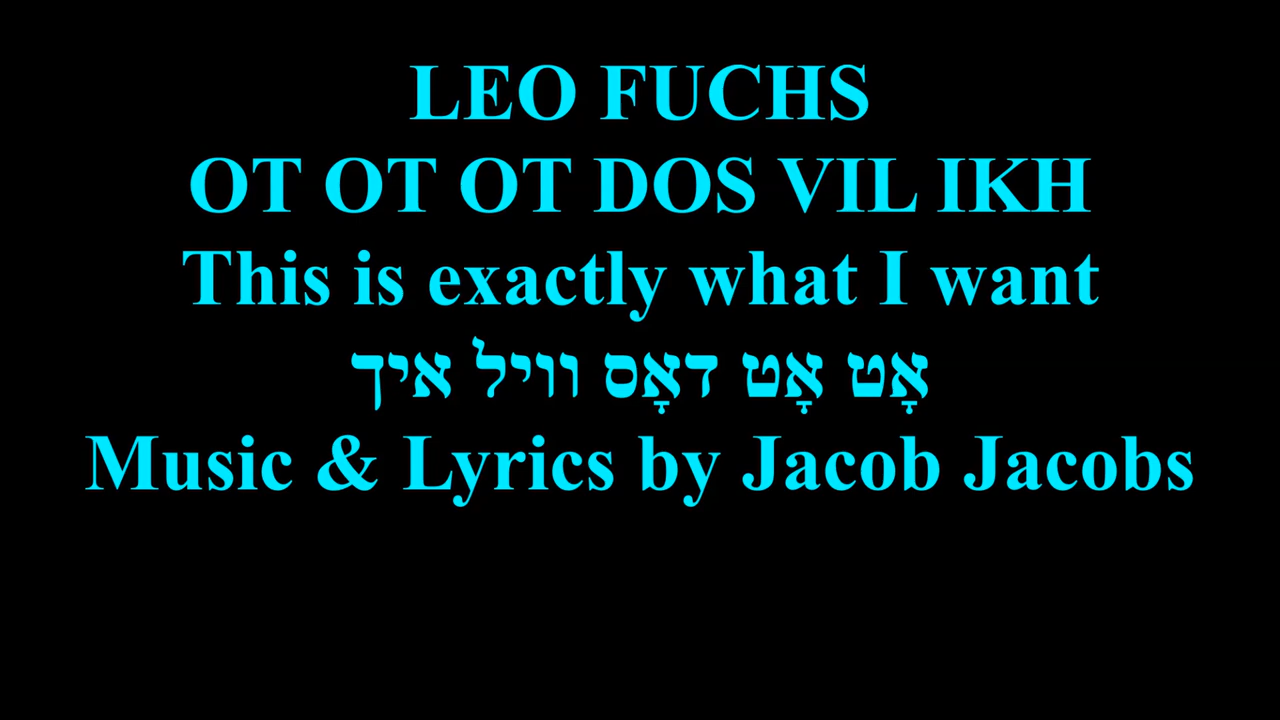 LEO FUCHS
OT OT OT DOS VIL IKH
This is exactly what I want
אָט אָט דאָס וויל איך
Music & Lyrics by Jacob Jacobs